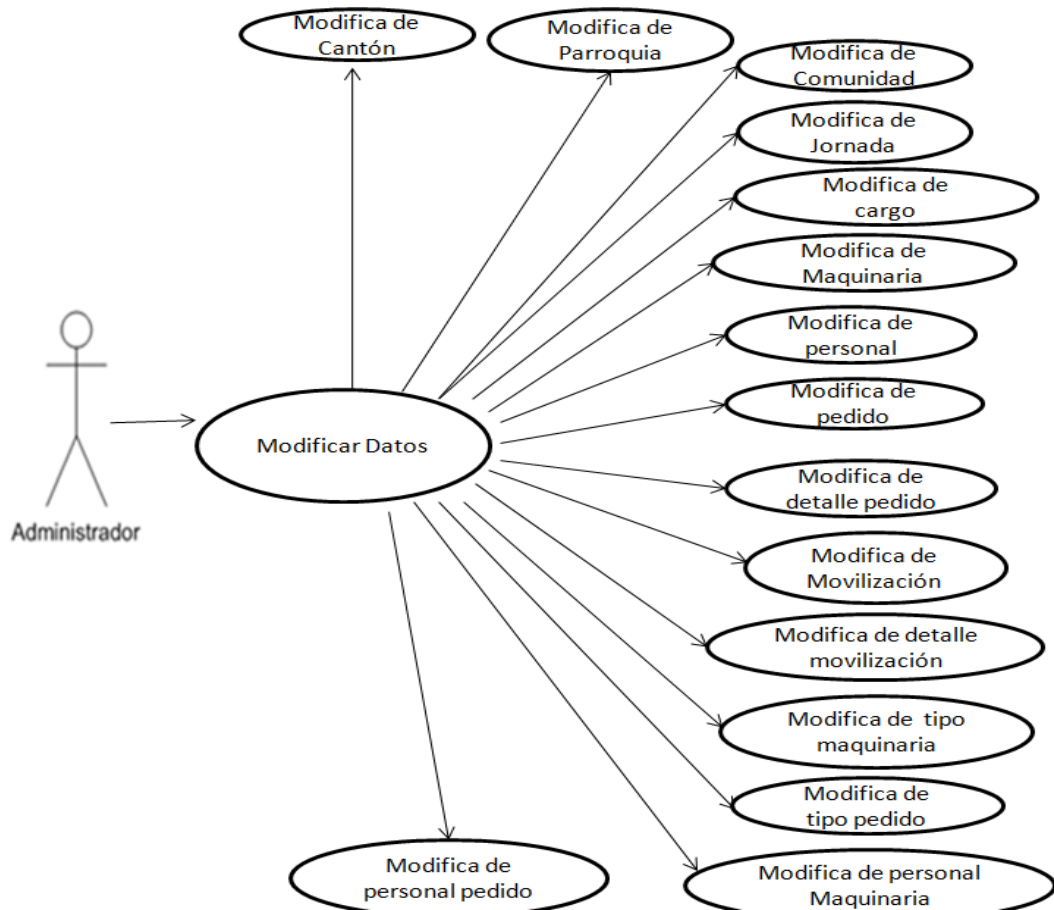 Modifica de
Cantón
Modifica de
Parroquia
Modifica de
Comunidad
Modifica de
Jornada
Modifica de
cargo
Modifica de
Maquinaria
Modifica de
personal
Modifica de
pedido
Modificar Datos
Administrador
Modifica de
detalle pedido
Modifica de
Movilización
Modifica de detalle
movilización
Modifica de tipo
maquinaria
Modifica de
tipo pedido
Modifica de
personal pedido
Modifica de personal
Maquinaria